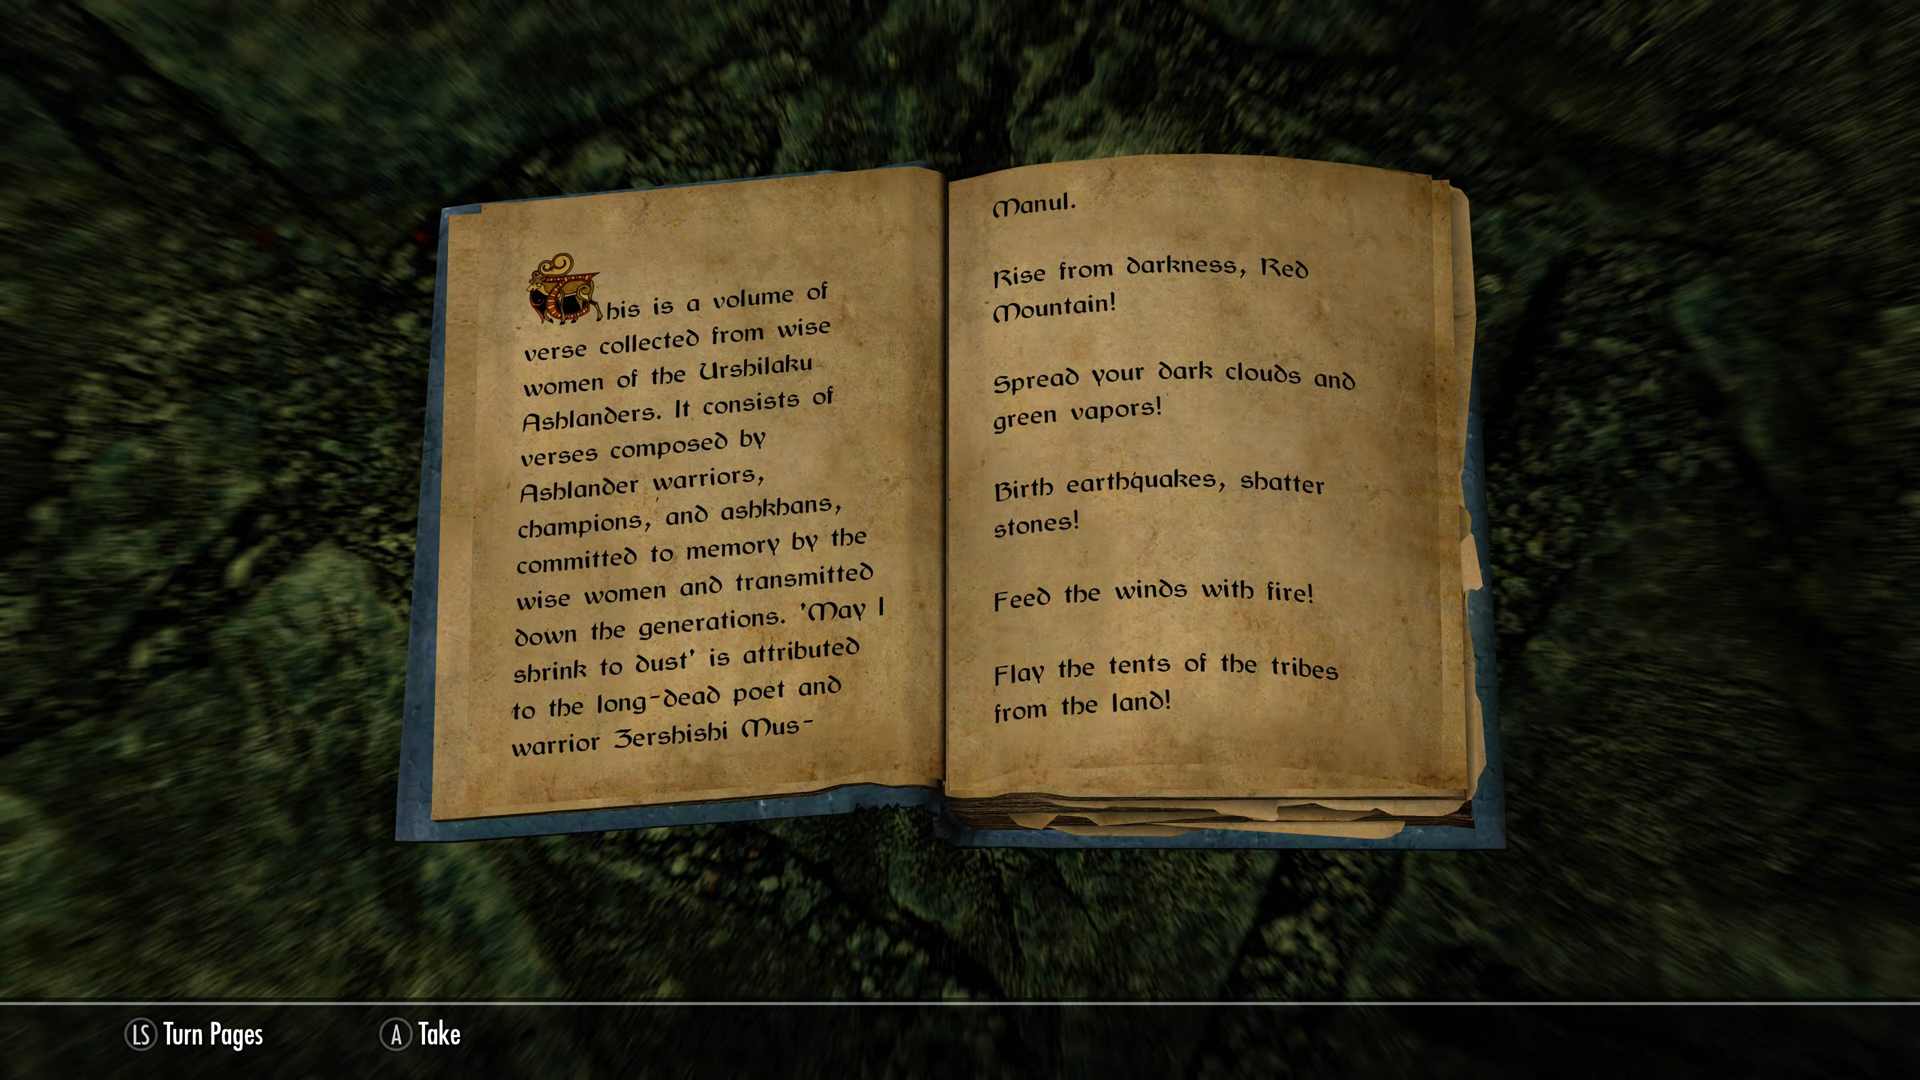 This is a volume of
verse collected from wise
women of the Urshilaku
Ashlanders. It consists of
verses composed by
Ashlander warriors,
champions, and ashkhans,
committed to memory by the
wise women and transmitted
down the generations. 'May I
shrink to dust' is attributed
to the long-dead poet and
warrior Zershishi Mus-
Manul.
Rise from darkness, Red
Mountain!
Spread your dark clouds and
green vapors!
Birth earthquakes, shatter
stones!
Feed the winds with fire!
Flay the tents of the tribes
from the land!
LS Turn Pages
A Take